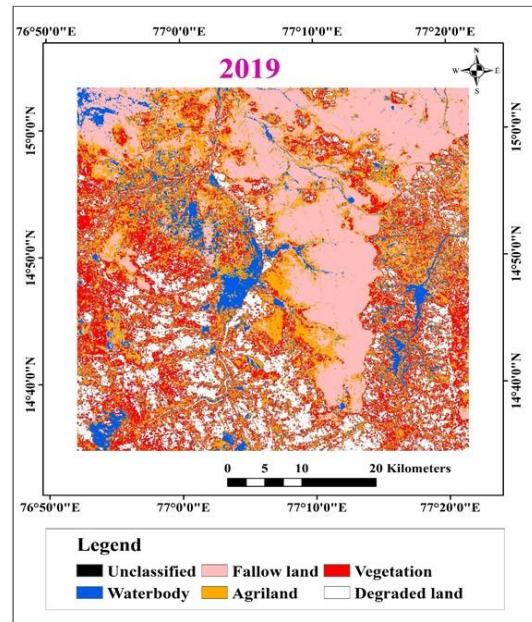 76°50'0"E 77°0'0"E 77°10'0"E 77°20'0"E
2019
N
W E
S
15°0'0"N 15°0'0"N
14°50'0"N 14°50'0"N
14°40'0"N 14°40'0"N
0 5 10 20 Kilometers
76°50'0"E 77°0'0"E 77°10'0"E 77°20'0"E
Legend
Unclassified Fallow land Vegetation
Waterbody Agriland Degraded land